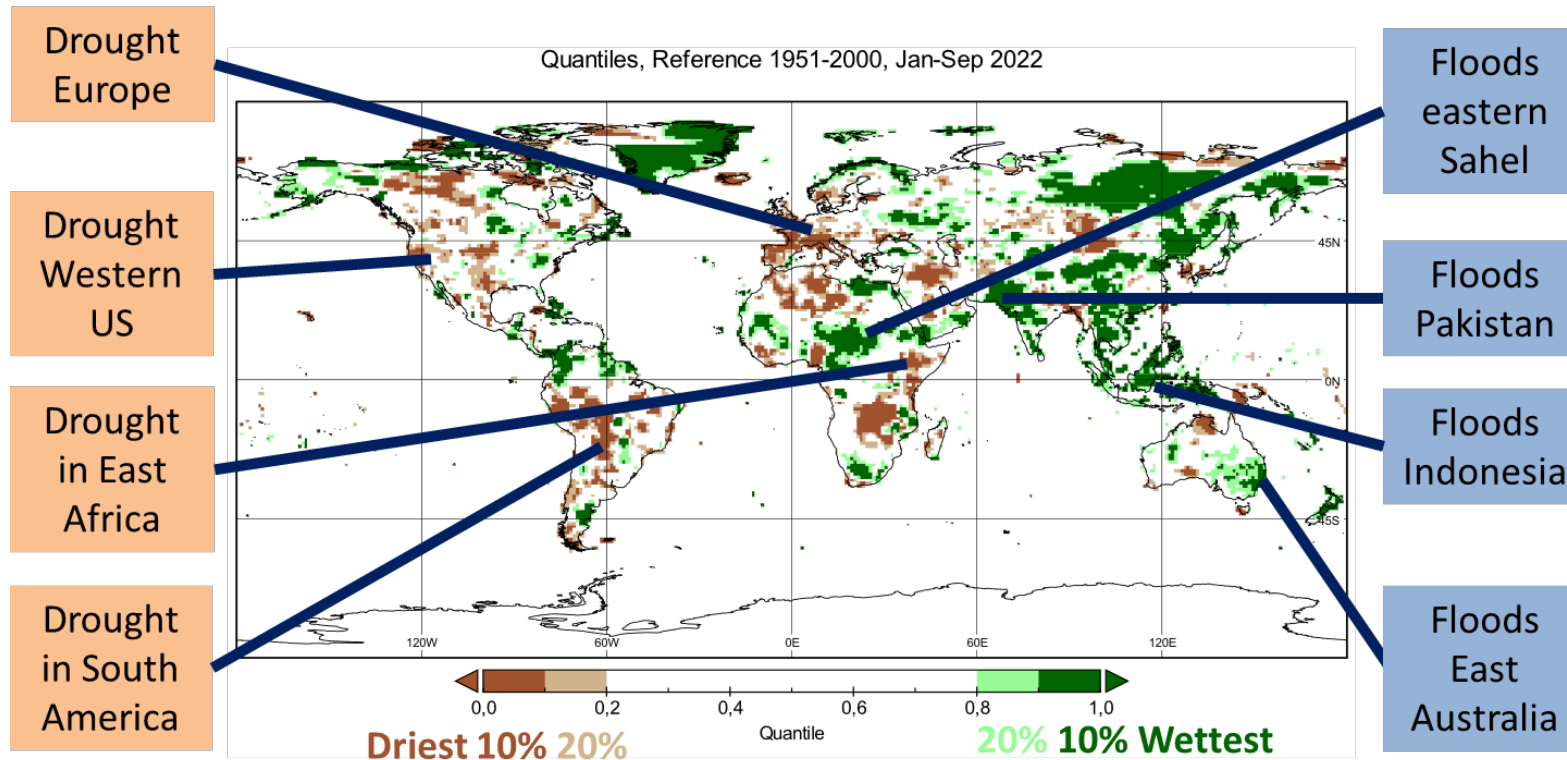 Drought
Europe
Drought
Western
US
Drought
in East
Africa
Drought
in South
America
Quantiles, Reference 1951-2000, Jan-Sep 2022
45N
0N
45S
120W
60W
0E
60E
120E
0,0
0,2
0,4
0,6
0,8
1,0
Quantile
Driest 10% 20%
20% 10% Wettest
Floods
eastern
Sahel
Floods
Pakistan
Floods
Indonesia
Floods
East
Australia